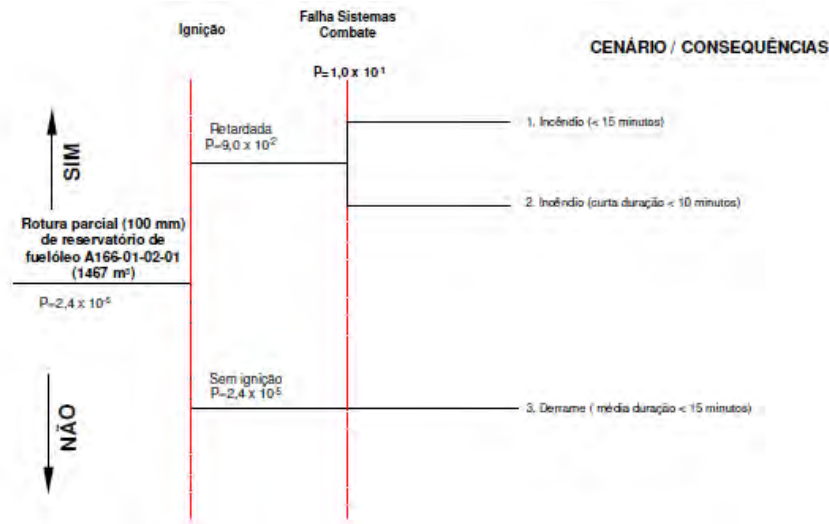 Ignição
Falha Sistemas
Combate
CENÁRIO / CONSEQUÊNCIAS
P=1,0 x 10¹
SIM
Retardada
P=9,0 x 10⁻²
1. Incêndio (< 15 minutos)
2. Incêndio (curta duração < 10 minutos)
Rotura parcial (100 mm)
de reservatório de
fuelóleo A166-01-02-01
(1467 m³)
P=2,4 x 10⁻⁵
NÃO
Sem ignição
P=2,4 x 10⁻⁵
3. Derrame ( média duração < 15 minutos)